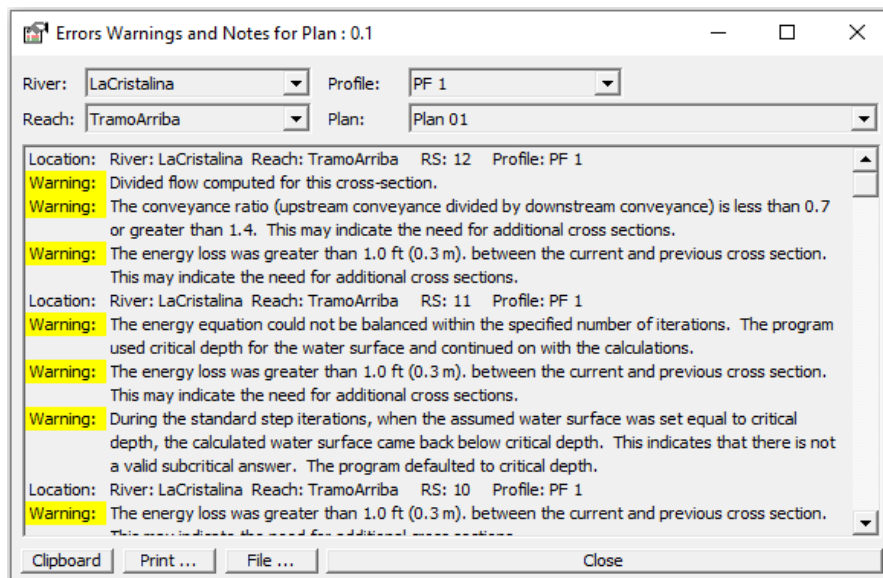 Errors Warnings and Notes for Plan : 0.1
River: LaCristalina Profile: PF 1
Reach: TramoArriba Plan: Plan 01
Location: River: LaCristalina Reach: TramoArriba RS: 12 Profile: PF 1
Warning: Divided flow computed for this cross-section.
Warning: The conveyance ratio (upstream conveyance divided by downstream conveyance) is less than 0.7
or greater than 1.4. This may indicate the need for additional cross sections.
Warning: The energy loss was greater than 1.0 ft (0.3 m). between the current and previous cross section.
This may indicate the need for additional cross sections.
Location: River: LaCristalina Reach: TramoArriba RS: 11 Profile: PF 1
Warning: The energy equation could not be balanced within the specified number of iterations. The program
used critical depth for the water surface and continued on with the calculations.
Warning: The energy loss was greater than 1.0 ft (0.3 m). between the current and previous cross section.
This may indicate the need for additional cross sections.
Warning: During the standard step iterations, when the assumed water surface was set equal to critical
depth, the calculated water surface came back below critical depth. This indicates that there is not
a valid subcritical answer. The program defaulted to critical depth.
Location: River: LaCristalina Reach: TramoArriba RS: 10 Profile: PF 1
Warning: The energy loss was greater than 1.0 ft (0.3 m). between the current and previous cross section.
This may indicate the need for additional cross sections.
Clipboard Print ... File ... Close